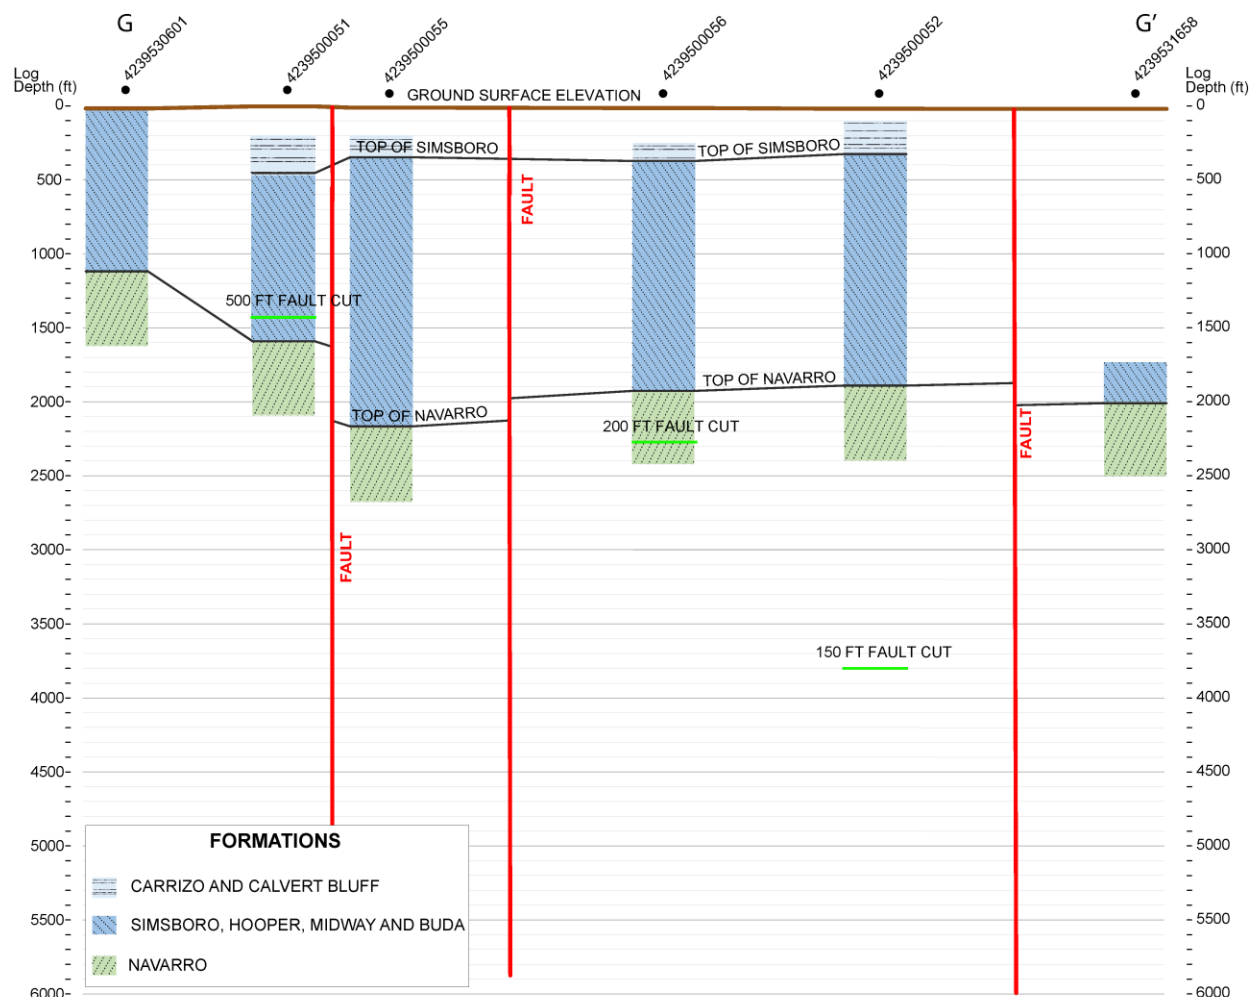 G
G′
4239530601
4239500051
4239500055
4239500056
4239500052
4239531658
Log
Depth (ft)
Log
Depth (ft)
GROUND SURFACE ELEVATION
0
0
TOP OF SIMSBORO
TOP OF SIMSBORO
500
500
FAULT
1000
1000
500 FT FAULT CUT
1500
1500
TOP OF NAVARRO
2000
2000
TOP OF NAVARRO
200 FT FAULT CUT
FAULT
2500
2500
3000
3000
FAULT
3500
3500
150 FT FAULT CUT
4000
4000
4500
4500
FORMATIONS
5000
5000
CARRIZO AND CALVERT BLUFF
5500
5500
SIMSBORO, HOOPER, MIDWAY AND BUDA
NAVARRO
6000
6000